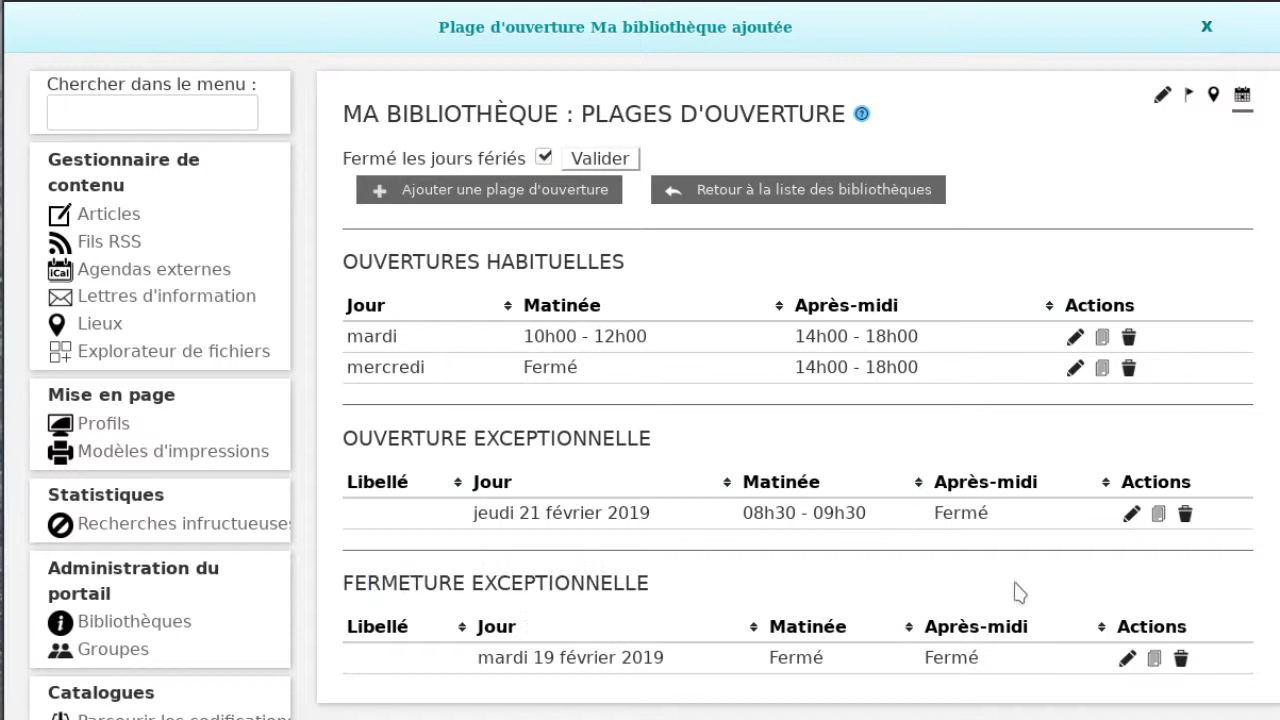 Plage d'ouverture Ma bibliothèque ajoutée X
Chercher dans le menu :
Gestionnaire de
contenu
Articles
Fils RSS
iCal Agendas externes
Lettres d'information
Lieux
Explorateur de fichiers
Mise en page
Profils
Modèles d'impressions
Statistiques
Recherches infructueuses
Administration du
portail
Bibliothèques
Groupes
Catalogues
Parcourir les codifications
MA BIBLIOTHÈQUE : PLAGES D'OUVERTURE ?
Fermé les jours fériés Valider
Ajouter une plage d'ouverture Retour à la liste des bibliothèques
OUVERTURES HABITUELLES
Jour Matinée Après-midi Actions
mardi 10h00 - 12h00 14h00 - 18h00
mercredi Fermé 14h00 - 18h00
OUVERTURE EXCEPTIONNELLE
Libellé Jour Matinée Après-midi Actions
jeudi 21 février 2019 08h30 - 09h30 Fermé
FERMETURE EXCEPTIONNELLE
Libellé Jour Matinée Après-midi Actions
mardi 19 février 2019 Fermé Fermé